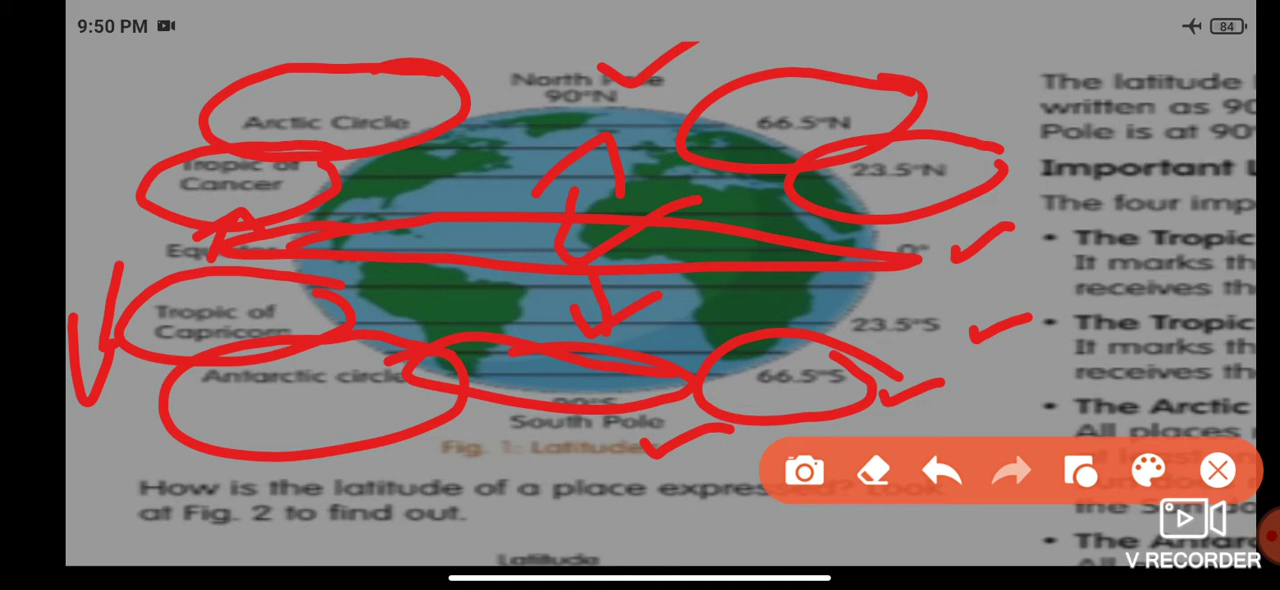 9:50 PM
84
North Pole
90°N
Arctic Circle
66.5°N
Tropic of
Cancer
23.5°N
0°
Tropic of
Capricorn
23.5°S
Antarctic circle
66.5°S
90°S
South Pole
Fig. 1: Latitudes
How is the latitude of a place expressed? Look
at Fig. 2 to find out.
Latitude
The latitude
written as 90
Pole is at 90°
Important L
The four imp
• The Tropic
It marks th
receives th
• The Tropic
It marks th
receives th
• The Arctic
All places
the S
• The Antar
All
V RECORDER